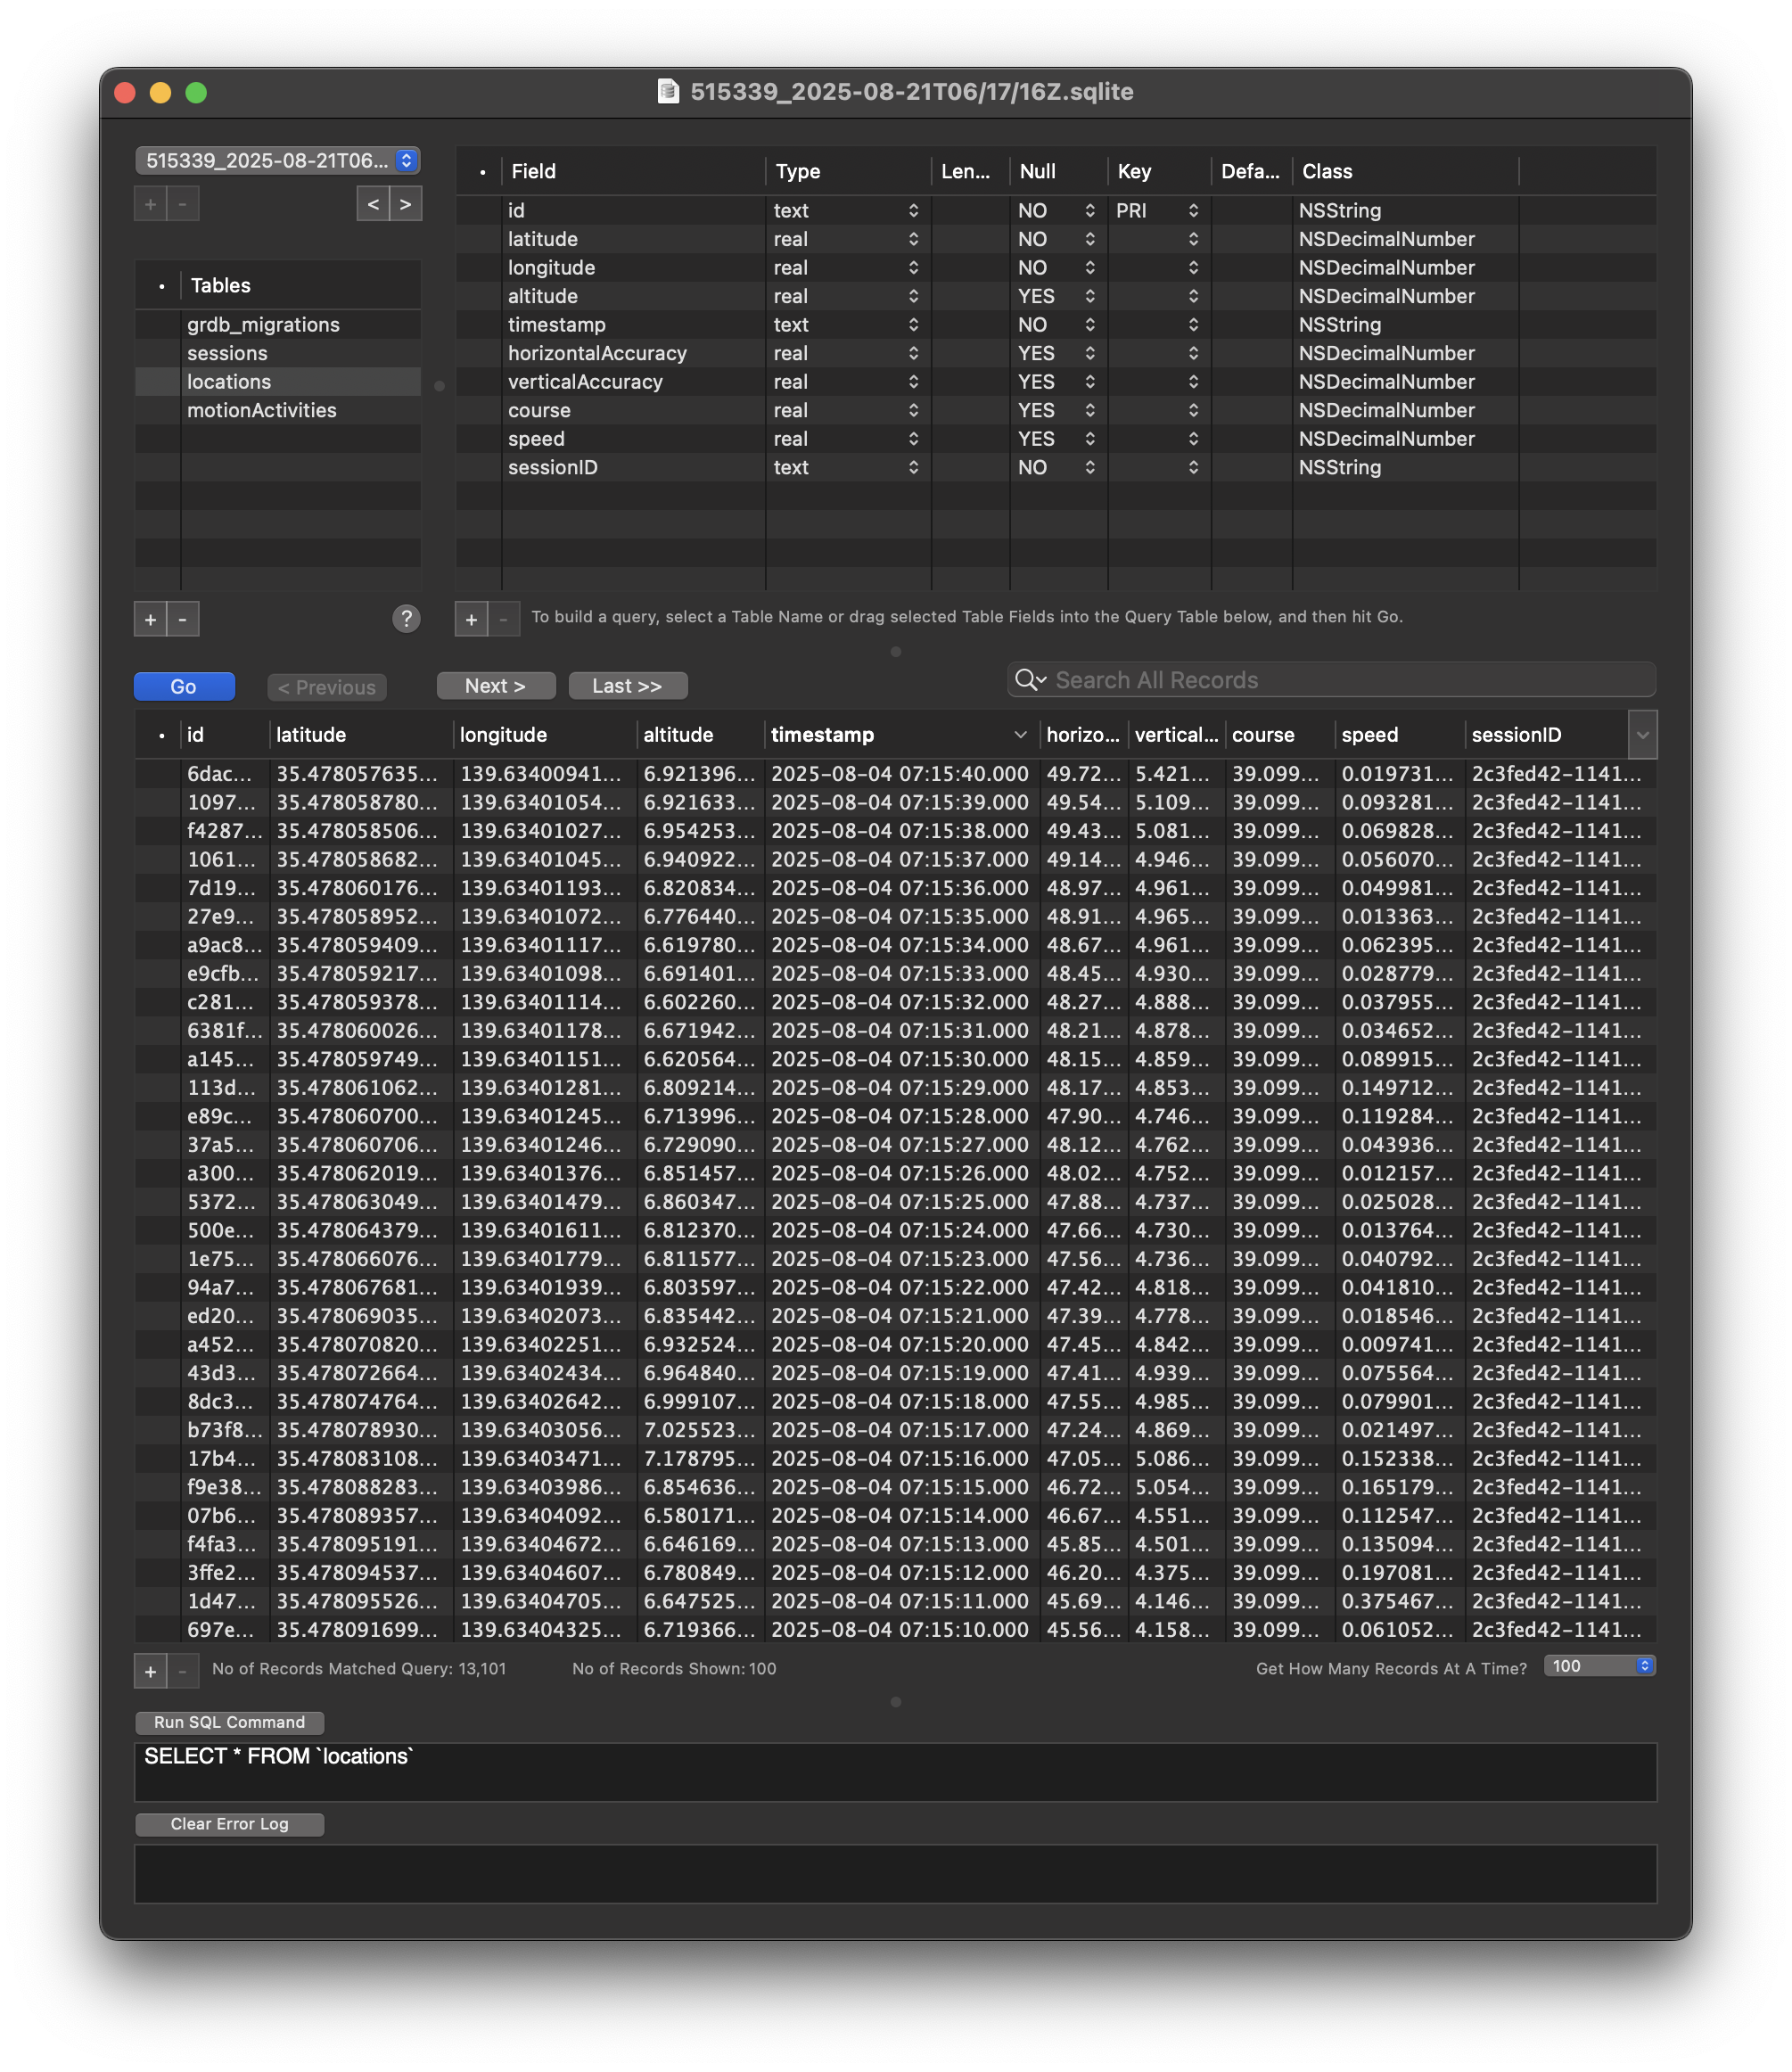 515339_2025-08-21T06/17/16Z.sqlite
515339_2025-08-21T06...
+ - < >
• Tables
grdb_migrations
sessions
locations
motionActivities
+ - ?
• Field Type Len... Null Key Defa... Class
id text NO PRI NSString
latitude real NO NSDecimalNumber
longitude real NO NSDecimalNumber
altitude real YES NSDecimalNumber
timestamp text NO NSString
horizontalAccuracy real YES NSDecimalNumber
verticalAccuracy real YES NSDecimalNumber
course real YES NSDecimalNumber
speed real YES NSDecimalNumber
sessionID text NO NSString
+ - To build a query, select a Table Name or drag selected Table Fields into the Query Table below, and then hit Go.
Go < Previous Next > Last >> Search All Records
• id latitude longitude altitude timestamp horizo... vertical... course speed sessionID
6dac... 35.478057635... 139.63400941... 6.921396... 2025-08-04 07:15:40.000 49.72... 5.421... 39.099... 0.019731... 2c3fed42-1141...
1097... 35.478058780... 139.63401054... 6.921633... 2025-08-04 07:15:39.000 49.54... 5.109... 39.099... 0.093281... 2c3fed42-1141...
f4287... 35.478058506... 139.63401027... 6.954253... 2025-08-04 07:15:38.000 49.43... 5.081... 39.099... 0.069828... 2c3fed42-1141...
1061... 35.478058682... 139.63401045... 6.940922... 2025-08-04 07:15:37.000 49.14... 4.946... 39.099... 0.056070... 2c3fed42-1141...
7d19... 35.478060176... 139.63401193... 6.820834... 2025-08-04 07:15:36.000 48.97... 4.961... 39.099... 0.049981... 2c3fed42-1141...
27e9... 35.478058952... 139.63401072... 6.776440... 2025-08-04 07:15:35.000 48.91... 4.965... 39.099... 0.013363... 2c3fed42-1141...
a9ac8... 35.478059409... 139.63401117... 6.619780... 2025-08-04 07:15:34.000 48.67... 4.961... 39.099... 0.062395... 2c3fed42-1141...
e9cfb... 35.478059217... 139.63401098... 6.691401... 2025-08-04 07:15:33.000 48.45... 4.930... 39.099... 0.028779... 2c3fed42-1141...
c281... 35.478059378... 139.63401114... 6.602260... 2025-08-04 07:15:32.000 48.27... 4.888... 39.099... 0.037955... 2c3fed42-1141...
6381f... 35.478060026... 139.63401178... 6.671942... 2025-08-04 07:15:31.000 48.21... 4.878... 39.099... 0.034652... 2c3fed42-1141...
a145... 35.478059749... 139.63401151... 6.620564... 2025-08-04 07:15:30.000 48.15... 4.859... 39.099... 0.089915... 2c3fed42-1141...
113d... 35.478061062... 139.63401281... 6.809214... 2025-08-04 07:15:29.000 48.17... 4.853... 39.099... 0.149712... 2c3fed42-1141...
e89c... 35.478060700... 139.63401245... 6.713996... 2025-08-04 07:15:28.000 47.90... 4.746... 39.099... 0.119284... 2c3fed42-1141...
37a5... 35.478060706... 139.63401246... 6.729090... 2025-08-04 07:15:27.000 48.12... 4.762... 39.099... 0.043936... 2c3fed42-1141...
a300... 35.478062019... 139.63401376... 6.851457... 2025-08-04 07:15:26.000 48.02... 4.752... 39.099... 0.012157... 2c3fed42-1141...
5372... 35.478063049... 139.63401479... 6.860347... 2025-08-04 07:15:25.000 47.88... 4.737... 39.099... 0.025028... 2c3fed42-1141...
500e... 35.478064379... 139.63401611... 6.812370... 2025-08-04 07:15:24.000 47.66... 4.730... 39.099... 0.013764... 2c3fed42-1141...
1e75... 35.478066076... 139.63401779... 6.811577... 2025-08-04 07:15:23.000 47.56... 4.736... 39.099... 0.040792... 2c3fed42-1141...
94a7... 35.478067681... 139.63401939... 6.803597... 2025-08-04 07:15:22.000 47.42... 4.818... 39.099... 0.041810... 2c3fed42-1141...
ed20... 35.478069035... 139.63402073... 6.835442... 2025-08-04 07:15:21.000 47.39... 4.778... 39.099... 0.018546... 2c3fed42-1141...
a452... 35.478070820... 139.63402251... 6.932524... 2025-08-04 07:15:20.000 47.45... 4.842... 39.099... 0.009741... 2c3fed42-1141...
43d3... 35.478072664... 139.63402434... 6.964840... 2025-08-04 07:15:19.000 47.41... 4.939... 39.099... 0.075564... 2c3fed42-1141...
8dc3... 35.478074764... 139.63402642... 6.999107... 2025-08-04 07:15:18.000 47.55... 4.985... 39.099... 0.079901... 2c3fed42-1141...
b73f8... 35.478078930... 139.63403056... 7.025523... 2025-08-04 07:15:17.000 47.24... 4.869... 39.099... 0.021497... 2c3fed42-1141...
17b4... 35.478083108... 139.63403471... 7.178795... 2025-08-04 07:15:16.000 47.05... 5.086... 39.099... 0.152338... 2c3fed42-1141...
f9e38... 35.478088283... 139.63403986... 6.854636... 2025-08-04 07:15:15.000 46.72... 5.054... 39.099... 0.165179... 2c3fed42-1141...
07b6... 35.478089357... 139.63404092... 6.580171... 2025-08-04 07:15:14.000 46.67... 4.551... 39.099... 0.112547... 2c3fed42-1141...
f4fa3... 35.478095191... 139.63404672... 6.646169... 2025-08-04 07:15:13.000 45.85... 4.501... 39.099... 0.135094... 2c3fed42-1141...
3ffe2... 35.478094537... 139.63404607... 6.780849... 2025-08-04 07:15:12.000 46.20... 4.375... 39.099... 0.197081... 2c3fed42-1141...
1d47... 35.478095526... 139.63404705... 6.647525... 2025-08-04 07:15:11.000 45.69... 4.146... 39.099... 0.375467... 2c3fed42-1141...
697e... 35.478091699... 139.63404325... 6.719366... 2025-08-04 07:15:10.000 45.56... 4.158... 39.099... 0.061052... 2c3fed42-1141...
+ - No of Records Matched Query: 13,101 No of Records Shown: 100 Get How Many Records At A Time? 100
Run SQL Command
SELECT * FROM `locations`
Clear Error Log